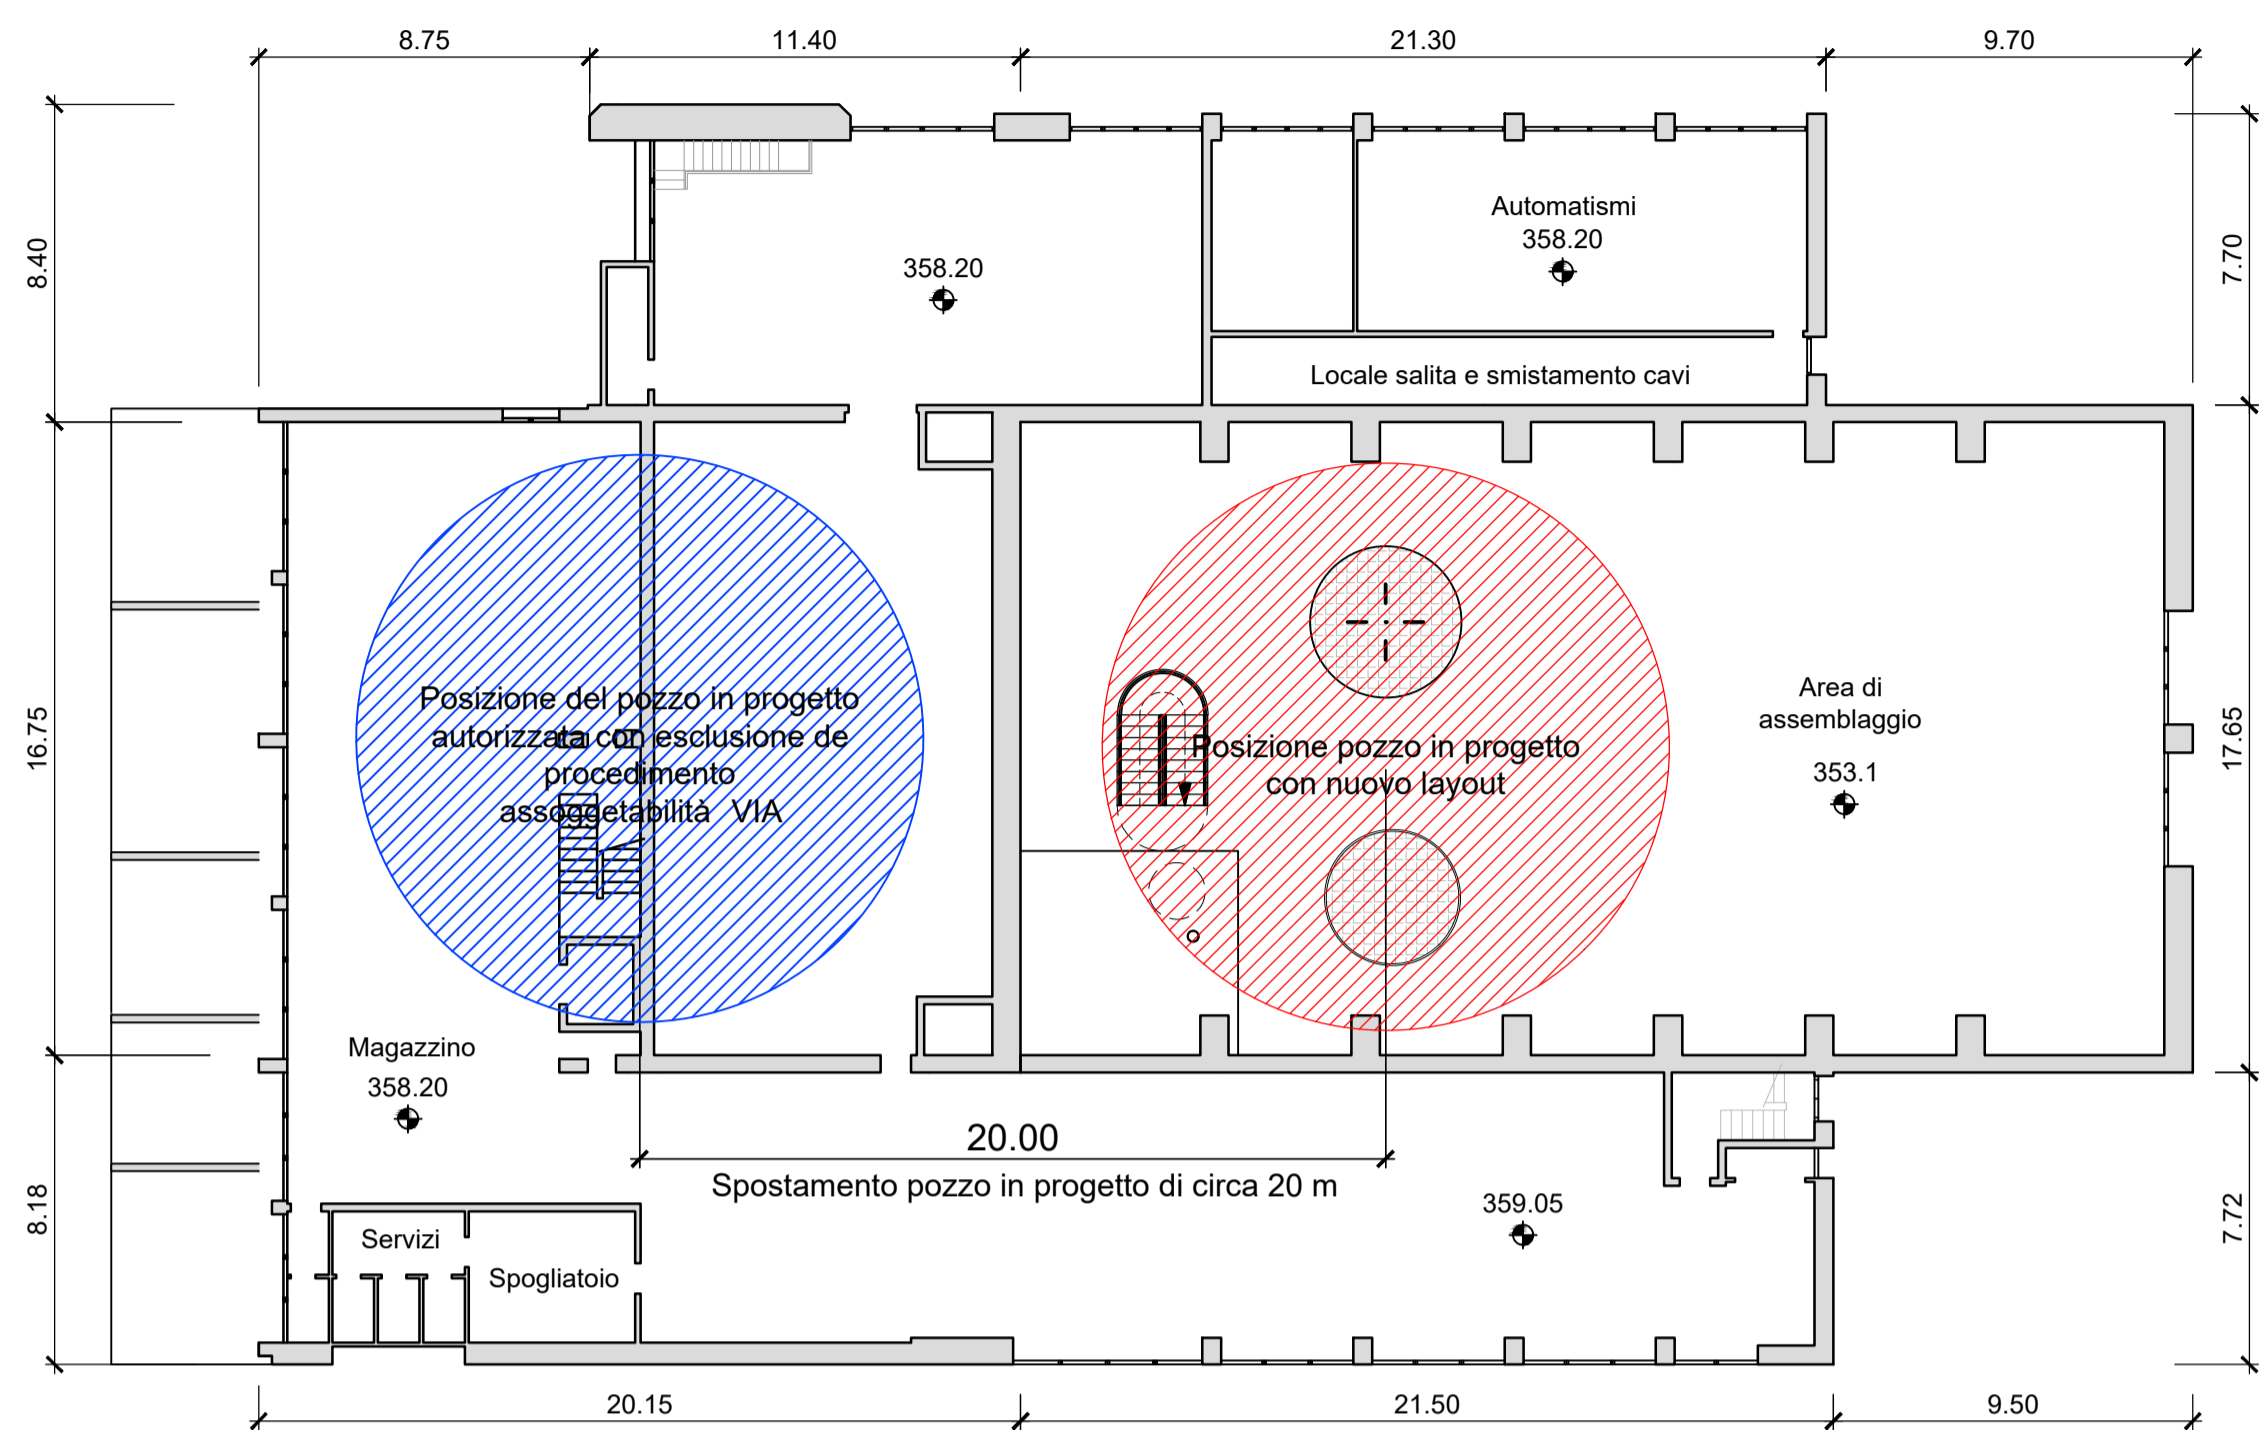 8.75
11.40
21.30
9.70
8.40
16.75
8.18
7.70
17.65
7.72
Automatismi
358.20
358.20
Locale salita e smistamento cavi
Posizione del pozzo in progetto
autorizzata con esclusione de
procedimento
assoggetabilità VIA
Posizione pozzo in progetto
con nuovo layout
Area di
assemblaggio
353.1
Magazzino
358.20
20.00
Spostamento pozzo in progetto di circa 20 m
359.05
Servizi
Spogliatoio
20.15
21.50
9.50